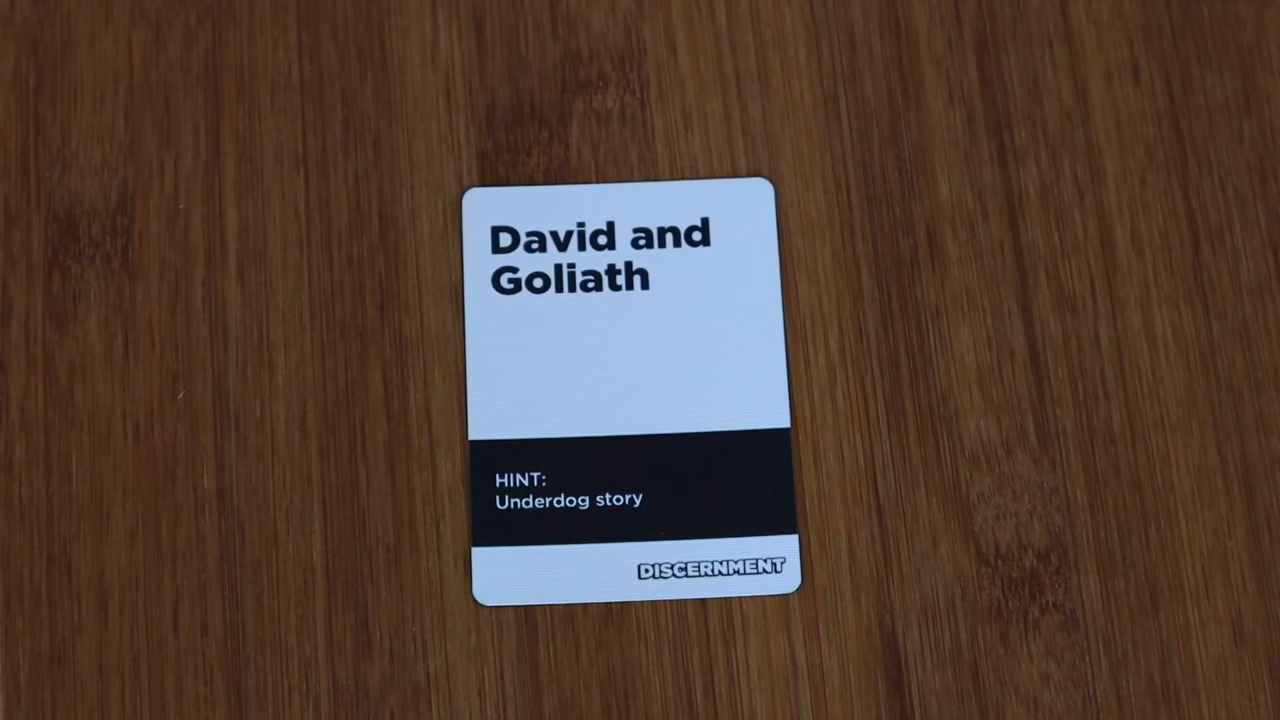 David and
Goliath
HINT:
Underdog story
DISCERNMENT